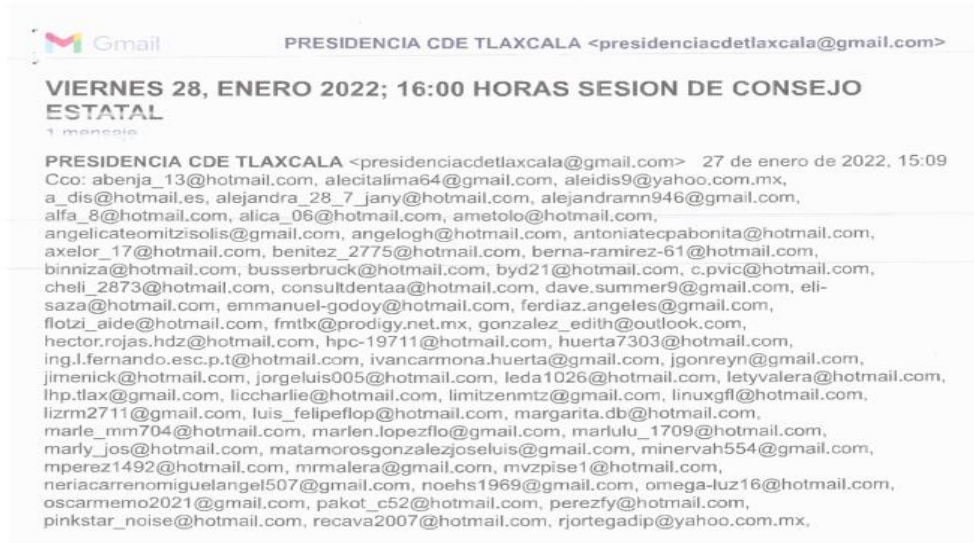 Gmail
PRESIDENCIA CDE TLAXCALA <presidenciacdetlaxcala@gmail.com>
VIERNES 28, ENERO 2022; 16:00 HORAS SESION DE CONSEJO
ESTATAL
1 mensaje
PRESIDENCIA CDE TLAXCALA <presidenciacdetlaxcala@gmail.com> 27 de enero de 2022, 15:09
Cco: abenja_13@hotmail.com, alecitalima64@gmail.com, aleidis9@yahoo.com.mx,
a_dis@hotmail.es, alejandra_28_7_jany@hotmail.com, alejandramn946@gmail.com,
alfa_8@hotmail.com, alica_06@hotmail.com, ametolo@hotmail.com,
angelicateomitzisolis@gmail.com, angelogh@hotmail.com, antoniatecpabonita@hotmail.com,
axelor_17@hotmail.com, benitez_2775@hotmail.com, berna-ramirez-61@hotmail.com,
binniza@hotmail.com, busserbruck@hotmail.com, byd21@hotmail.com, c.pvic@hotmail.com,
cheli_2873@hotmail.com, consultdentaa@hotmail.com, dave.summer9@gmail.com, eli-
saza@hotmail.com, emmanuel-godoy@hotmail.com, ferdiaz.angeles@gmail.com,
flotzi_aide@hotmail.com, fmtlx@prodigy.net.mx, gonzalez_edith@outlook.com,
hector.rojas.hdz@hotmail.com, hpc-19711@hotmail.com, huerta7303@hotmail.com,
ing.l.fernando.esc.p.t@hotmail.com, ivancarmona.huerta@gmail.com, jgonreyn@gmail.com,
jimenick@hotmail.com, jorgeluis005@hotmail.com, leda1026@hotmail.com, letyvalera@hotmail.com,
lhp.tlax@gmail.com, liccharlie@hotmail.com, limitzenmtz@gmail.com, linuxgfl@hotmail.com,
lizrm2711@gmail.com, luis_felipeflop@hotmail.com, margarita.db@hotmail.com,
marle_mm704@hotmail.com, marlen.lopezflo@gmail.com, marlulu_1709@hotmail.com,
marly_jos@hotmail.com, matamorosgonzalezjoseluis@gmail.com, minervah554@gmail.com,
mperez1492@hotmail.com, mrmalera@gmail.com, mvzpise1@hotmail.com,
neriacarrenomiguelangel507@gmail.com, noehs1969@gmail.com, omega-luz16@hotmail.com,
oscarmemo2021@gmail.com, pakot_c52@hotmail.com, perezfy@hotmail.com,
pinkstar_noise@hotmail.com, recava2007@hotmail.com, rjortegadip@yahoo.com.mx,